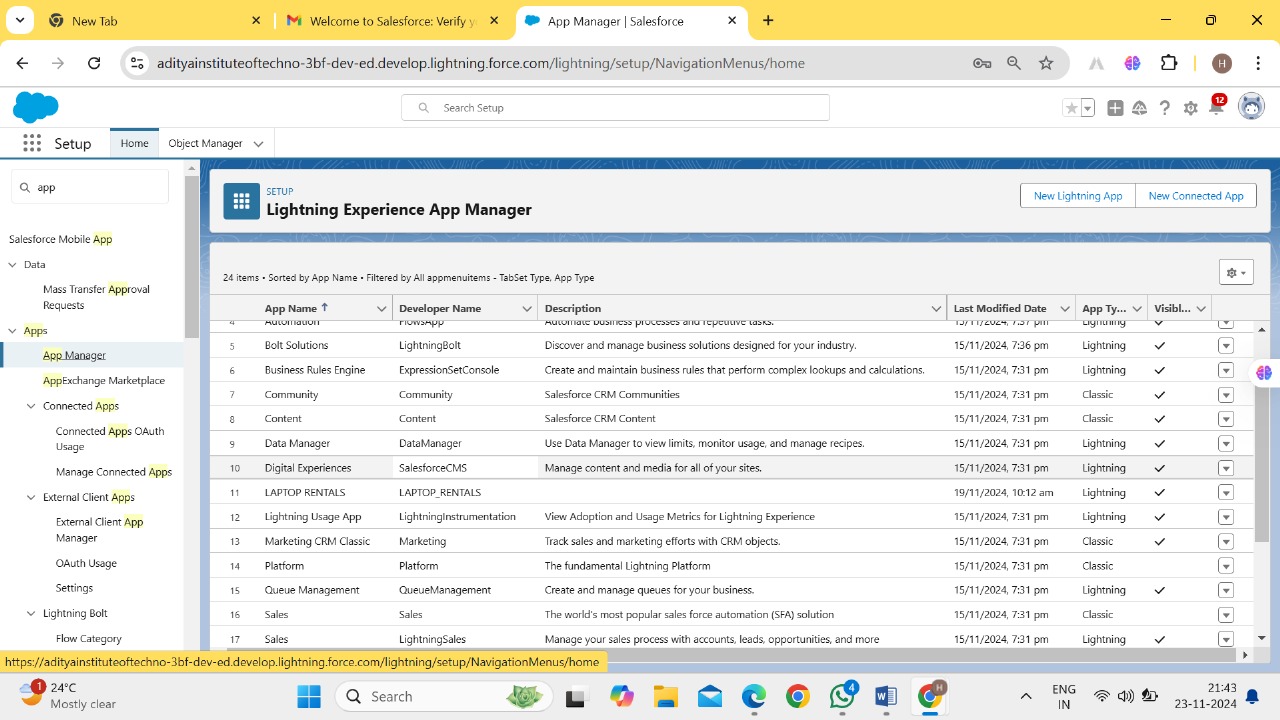 New Tab
Welcome to Salesforce: Verify yo
App Manager | Salesforce
adityainstituteoftechno-3bf-dev-ed.develop.lightning.force.com/lightning/setup/NavigationMenus/home
H
Search Setup
12
Setup
Home
Object Manager
app
SETUP
Lightning Experience App Manager
New Lightning App
New Connected App
Salesforce Mobile App
Data
Mass Transfer Approval
Requests
Apps
App Manager
AppExchange Marketplace
Connected Apps
Connected Apps OAuth
Usage
Manage Connected Apps
External Client Apps
External Client App
Manager
OAuth Usage
Settings
Lightning Bolt
Flow Category
24 items • Sorted by App Name • Filtered by All appmenuitems - TabSet Type, App Type
App Name Developer Name Description Last Modified Date App Ty... Visibl...
4 Automation FlowsApp Automate business processes and repetitive tasks. 15/11/2024, 7:31 pm Lightning
5 Bolt Solutions LightningBolt Discover and manage business solutions designed for your industry. 15/11/2024, 7:36 pm Lightning
6 Business Rules Engine ExpressionSetConsole Create and maintain business rules that perform complex lookups and calculations. 15/11/2024, 7:31 pm Lightning
7 Community Community Salesforce CRM Communities 15/11/2024, 7:31 pm Classic
8 Content Content Salesforce CRM Content 15/11/2024, 7:31 pm Classic
9 Data Manager DataManager Use Data Manager to view limits, monitor usage, and manage recipes. 15/11/2024, 7:31 pm Lightning
10 Digital Experiences SalesforceCMS Manage content and media for all of your sites. 15/11/2024, 7:31 pm Lightning
11 LAPTOP RENTALS LAPTOP_RENTALS 19/11/2024, 10:12 am Lightning
12 Lightning Usage App LightningInstrumentation View Adoption and Usage Metrics for Lightning Experience 15/11/2024, 7:31 pm Lightning
13 Marketing CRM Classic Marketing Track sales and marketing efforts with CRM objects. 15/11/2024, 7:31 pm Classic
14 Platform Platform The fundamental Lightning Platform 15/11/2024, 7:31 pm Classic
15 Queue Management QueueManagement Create and manage queues for your business. 15/11/2024, 7:31 pm Lightning
16 Sales Sales The world's most popular sales force automation (SFA) solution 15/11/2024, 7:31 pm Classic
17 Sales LightningSales Manage your sales process with accounts, leads, opportunities, and more 15/11/2024, 7:31 pm Lightning
https://adityainstituteoftechno-3bf-dev-ed.develop.lightning.force.com/lightning/setup/NavigationMenus/home
1
24°C
Mostly clear
Search
4
H
ENG
IN
21:43
23-11-2024